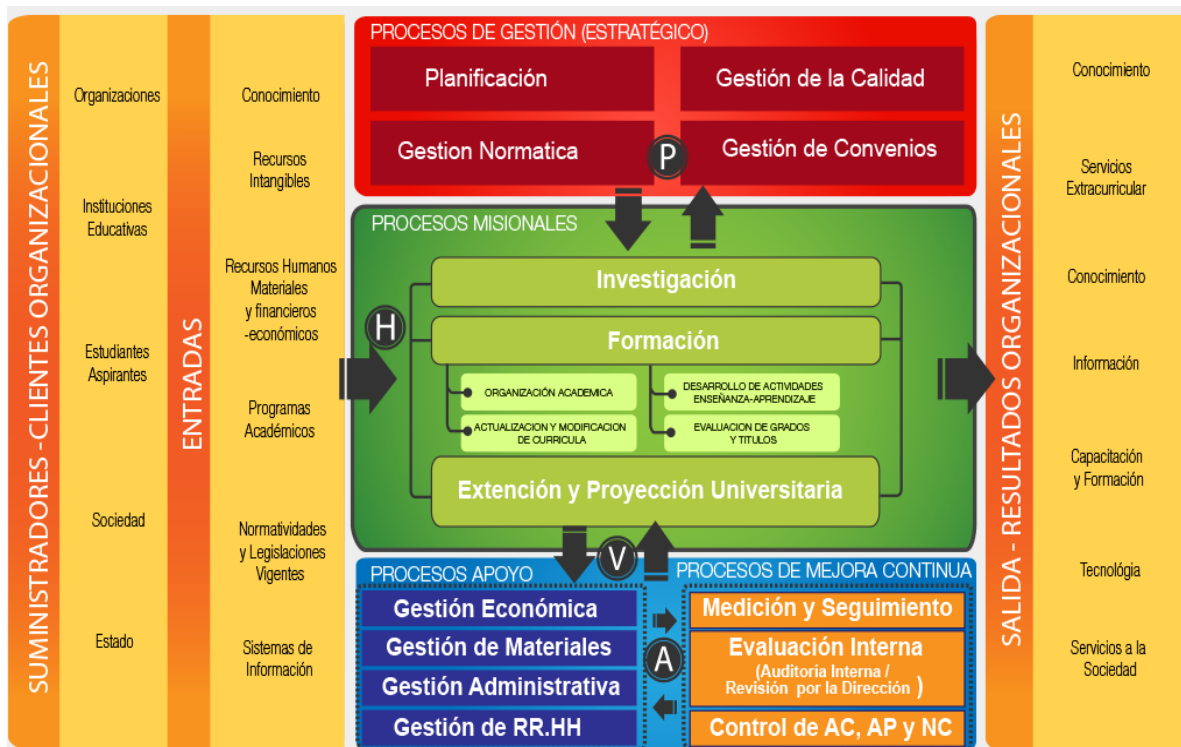 SUMINISTRADORES -CLIENTES ORGANIZACIONALES
Organizaciones
Instituciones
Educativas
Estudiantes
Aspirantes
Sociedad
Estado
ENTRADAS
Conocimiento
Recursos
Intangibles
Recursos Humanos
Materiales
y financieros
-económicos
Programas
Académicos
Normatividades
y Legislaciones
Vigentes
Sistemas de
Información
PROCESOS DE GESTIÓN (ESTRATÉGICO)
Planificación
Gestión de la Calidad
Gestion Normatica
Gestión de Convenios
P
PROCESOS MISIONALES
H
Investigación
Formación
ORGANIZACIÓN ACADEMICA
DESARROLLO DE ACTIVIDADES
ENSEÑANZA-APRENDIZAJE
ACTUALIZACION Y MODIFICACION
DE CURRICULA
EVALUACION DE GRADOS
Y TITULOS
Extención y Proyección Universitaria
V
PROCESOS APOYO
Gestión Económica
Gestión de Materiales
Gestión Administrativa
Gestión de RR.HH
A
PROCESOS DE MEJORA CONTINUA
Medición y Seguimiento
Evaluación Interna
(Auditoría Interna /
Revisión por la Dirección )
Control de AC, AP y NC
SALIDA - RESULTADOS ORGANIZACIONALES
Conocimiento
Servicios
Extracurricular
Conocimiento
Información
Capacitación
y Formación
Tecnológia
Servicios a la
Sociedad